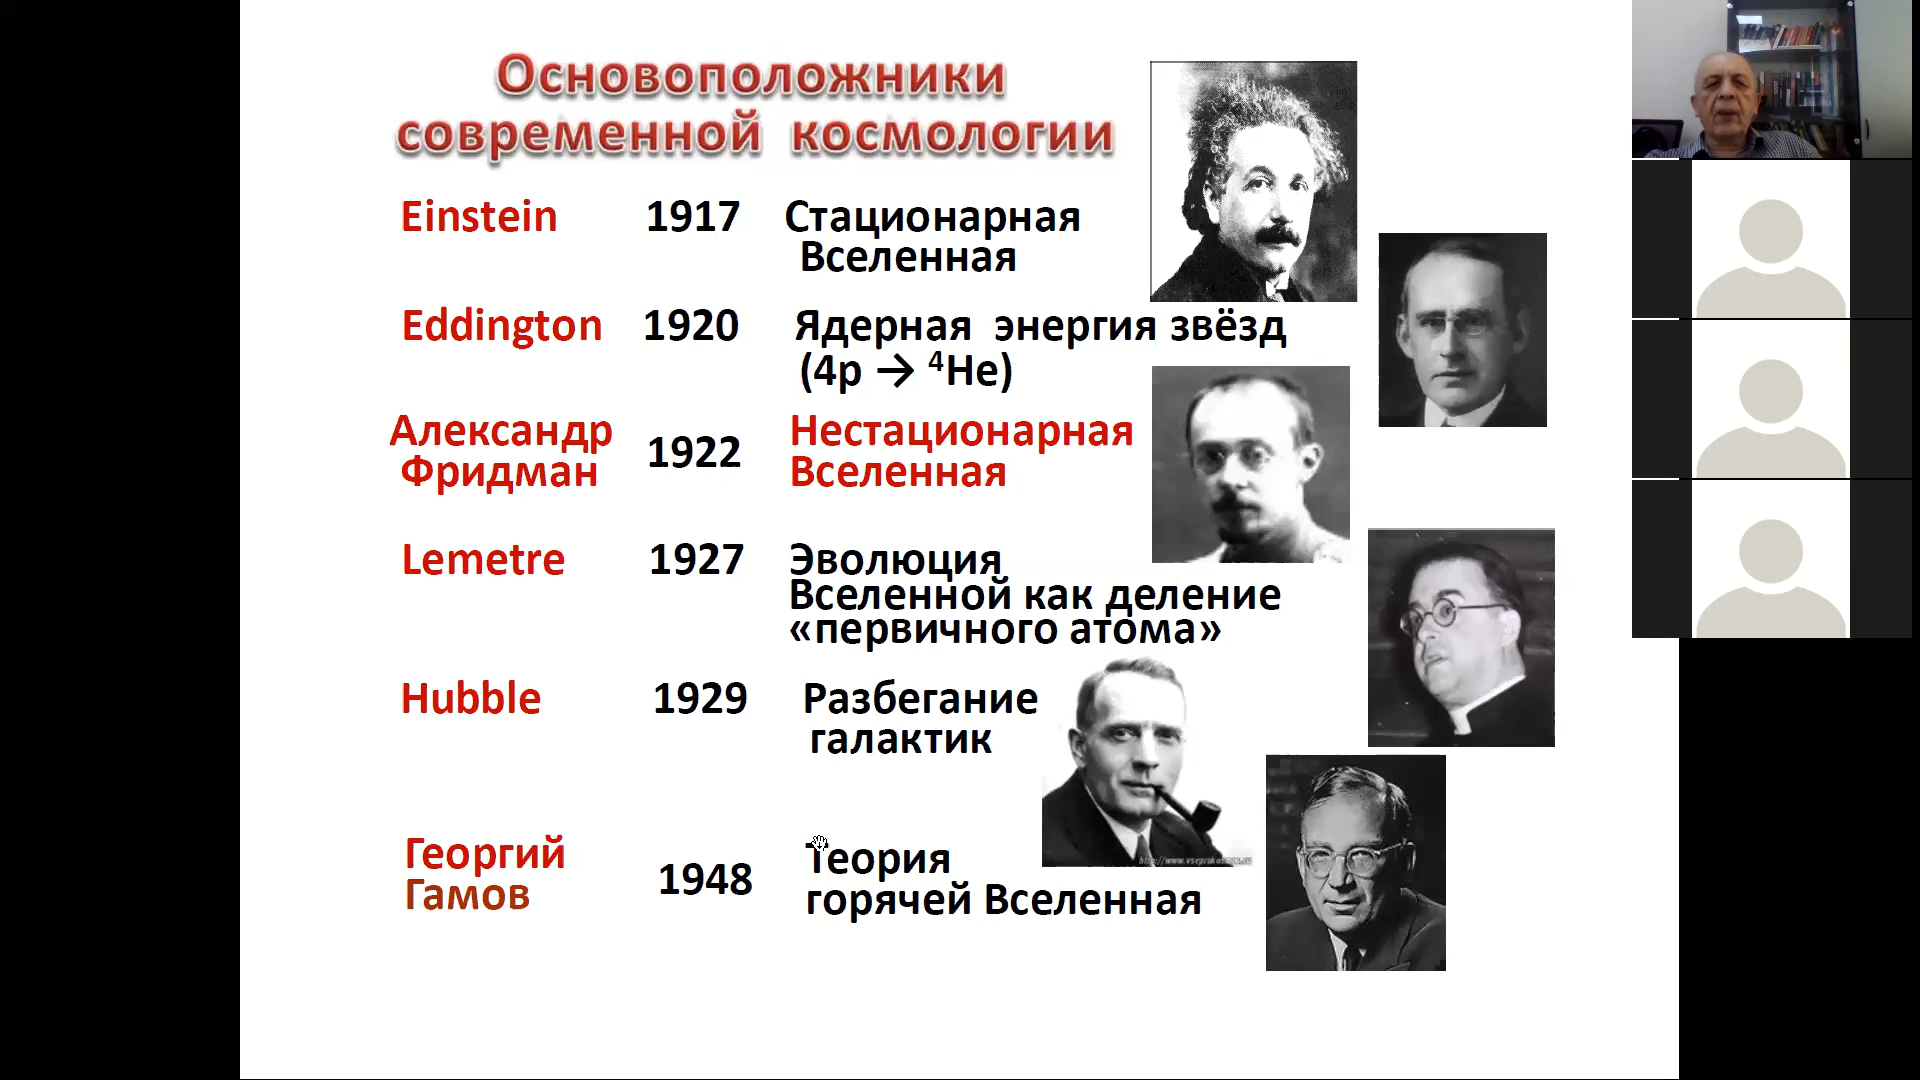 Основоположники
современной космологии
Einstein 1917 Стационарная
Вселенная
Eddington 1920 Ядерная энергия звёзд
(4p → ⁴He)
Александр
Фридман
1922
Нестационарная
Вселенная
Lemetre 1927 Эволюция
Вселенной как деление
«первичного атома»
Hubble 1929 Разбегание
галактик
Георгий
Гамов
1948
Теория
горячей Вселенная